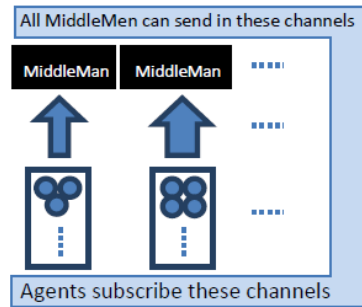 All MiddleMen can send in these channels
MiddleMan MiddleMan
Agents subscribe these channels